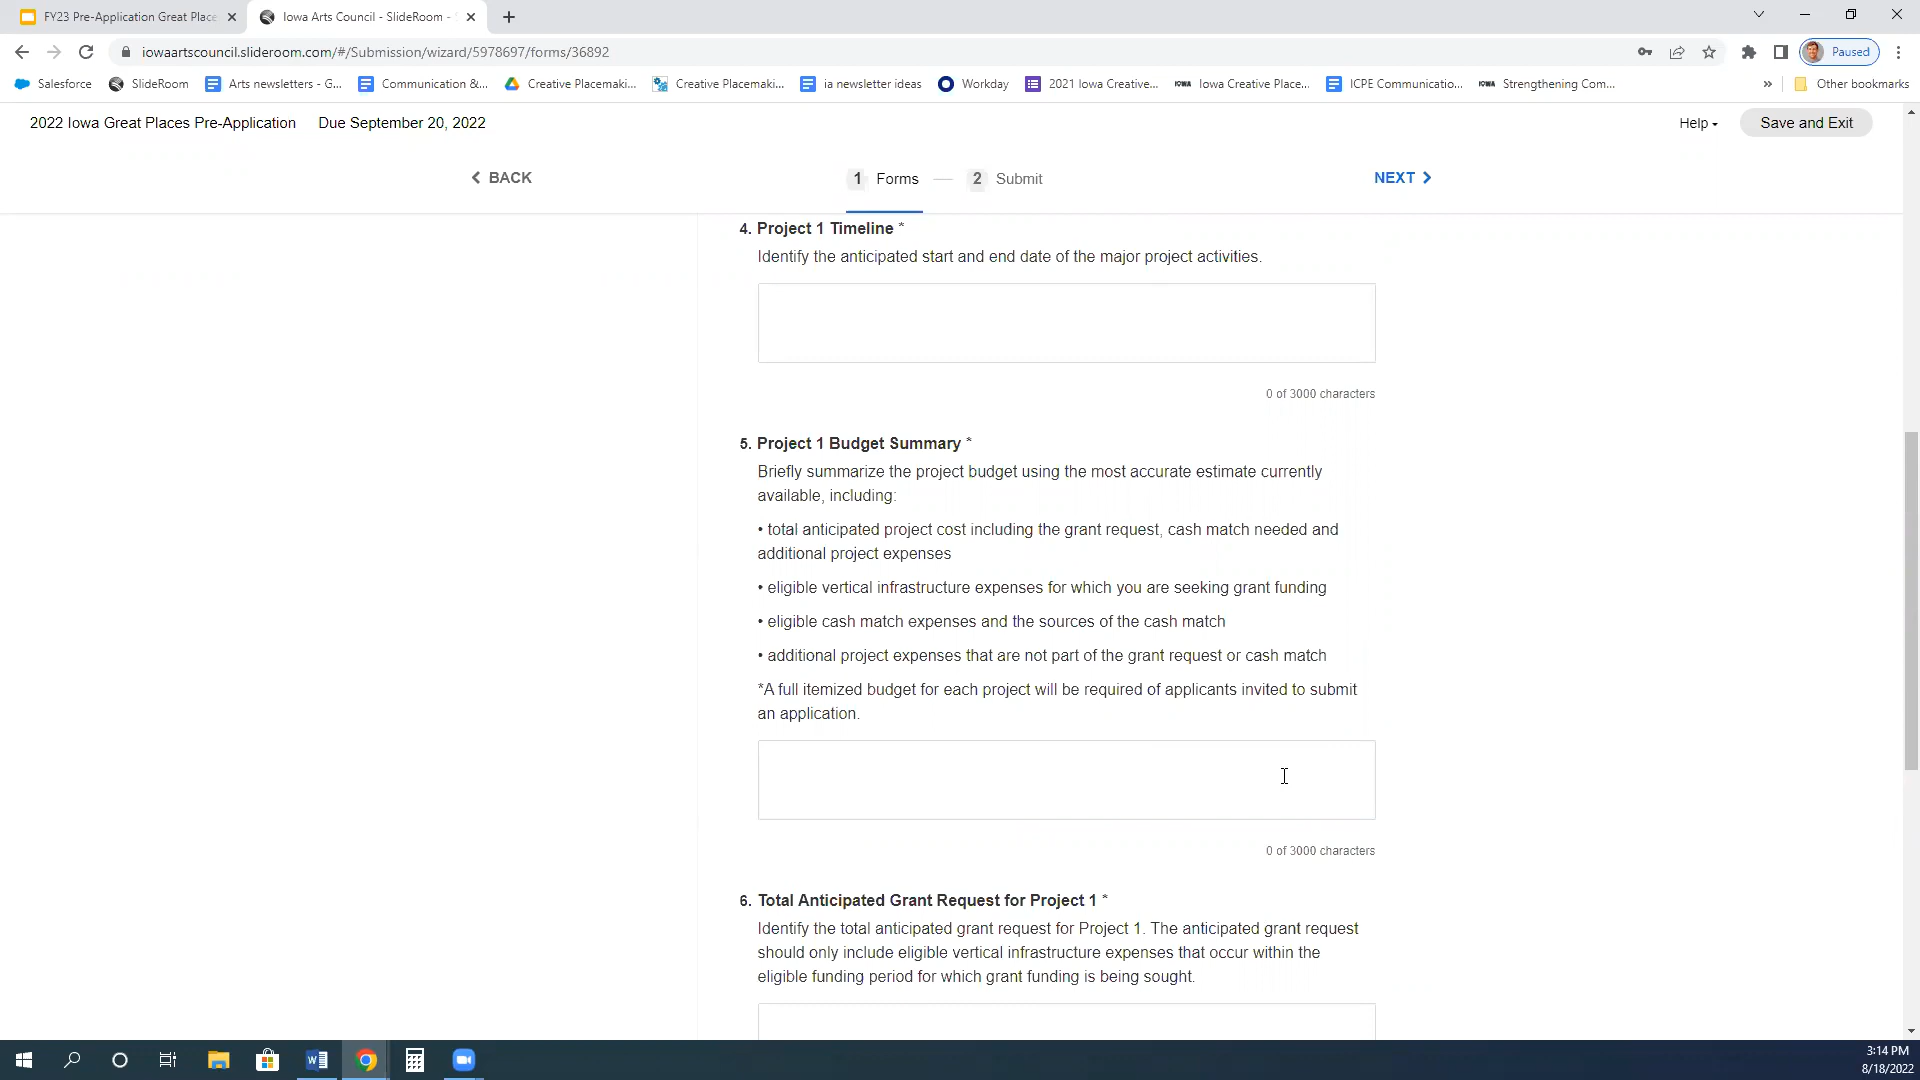 FY23 Pre-Application Great Place
Iowa Arts Council - SlideRoom -
iowaartscouncil.slideroom.com/#/Submission/wizard/5978697/forms/36892
Paused
Salesforce
SlideRoom
Arts newsletters - G...
Communication &...
Creative Placemaki...
Creative Placemaki...
ia newsletter ideas
Workday
2021 Iowa Creative...
IOWA
Iowa Creative Place...
ICPE Communicatio...
IOWA
Strengthening Com...
»
Other bookmarks
2022 Iowa Great Places Pre-Application
Due September 20, 2022
Help
Save and Exit
BACK
1 Forms
2 Submit
NEXT
4. Project 1 Timeline *
Identify the anticipated start and end date of the major project activities.
0 of 3000 characters
5. Project 1 Budget Summary *
Briefly summarize the project budget using the most accurate estimate currently
available, including:
• total anticipated project cost including the grant request, cash match needed and
additional project expenses
• eligible vertical infrastructure expenses for which you are seeking grant funding
• eligible cash match expenses and the sources of the cash match
• additional project expenses that are not part of the grant request or cash match
*A full itemized budget for each project will be required of applicants invited to submit
an application.
0 of 3000 characters
6. Total Anticipated Grant Request for Project 1 *
Identify the total anticipated grant request for Project 1. The anticipated grant request
should only include eligible vertical infrastructure expenses that occur within the
eligible funding period for which grant funding is being sought.
3:14 PM
8/18/2022